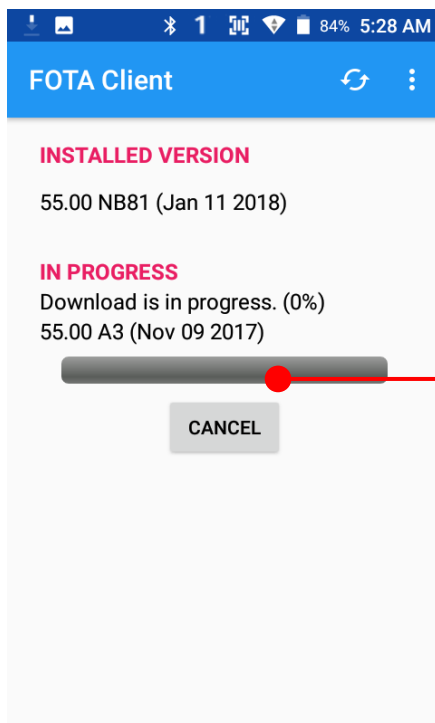 1 84% 5:28 AM
FOTA Client
INSTALLED VERSION
55.00 NB81 (Jan 11 2018)
IN PROGRESS
Download is in progress. (0%)
55.00 A3 (Nov 09 2017)
CANCEL